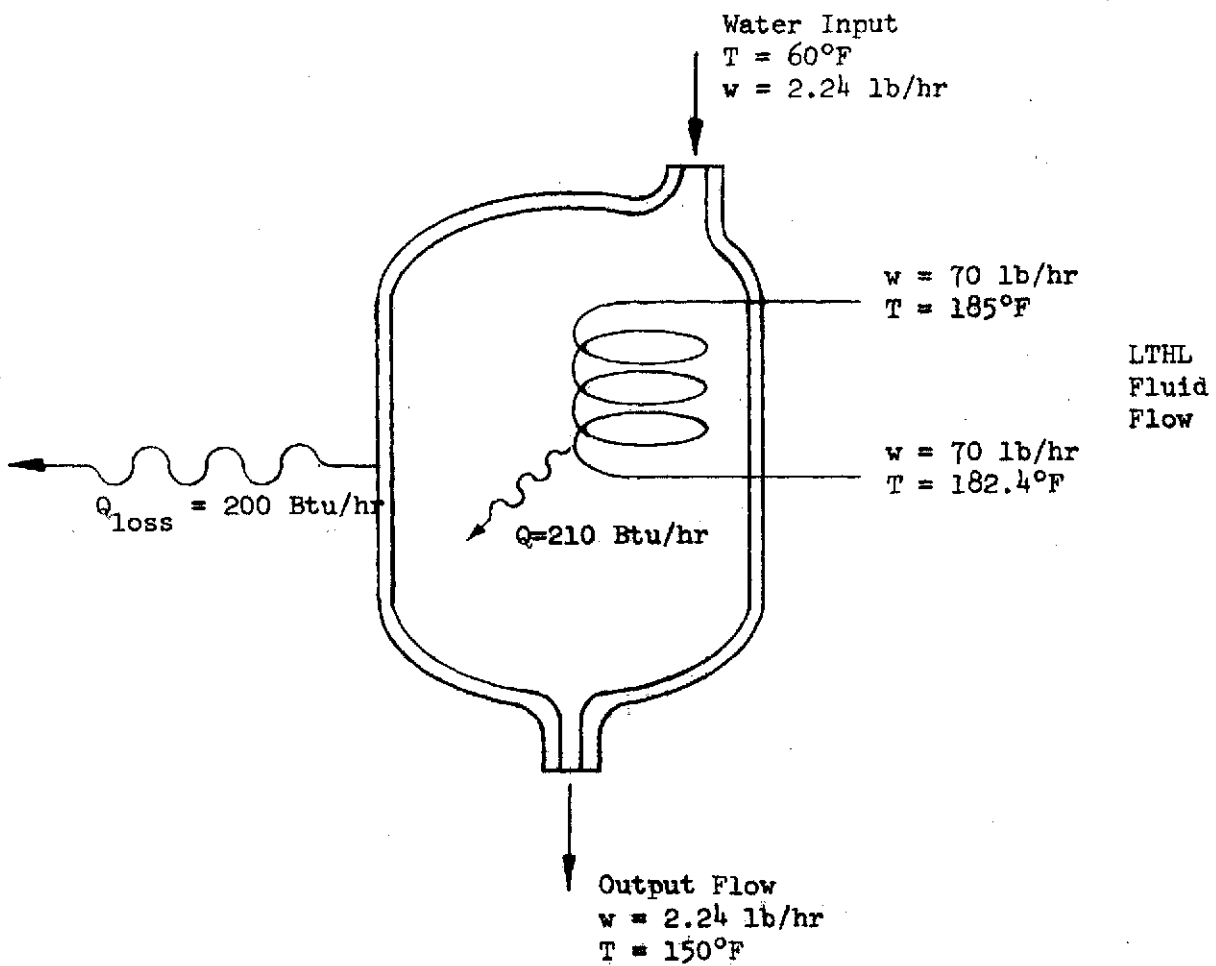 Water Input
T = 60°F
w = 2.24 lb/hr
w = 70 lb/hr
T = 185°F
LTHL
Fluid
Flow
w = 70 lb/hr
T = 182.4°F
Q loss = 200 Btu/hr
Q=210 Btu/hr
Output Flow
w = 2.24 lb/hr
T = 150°F